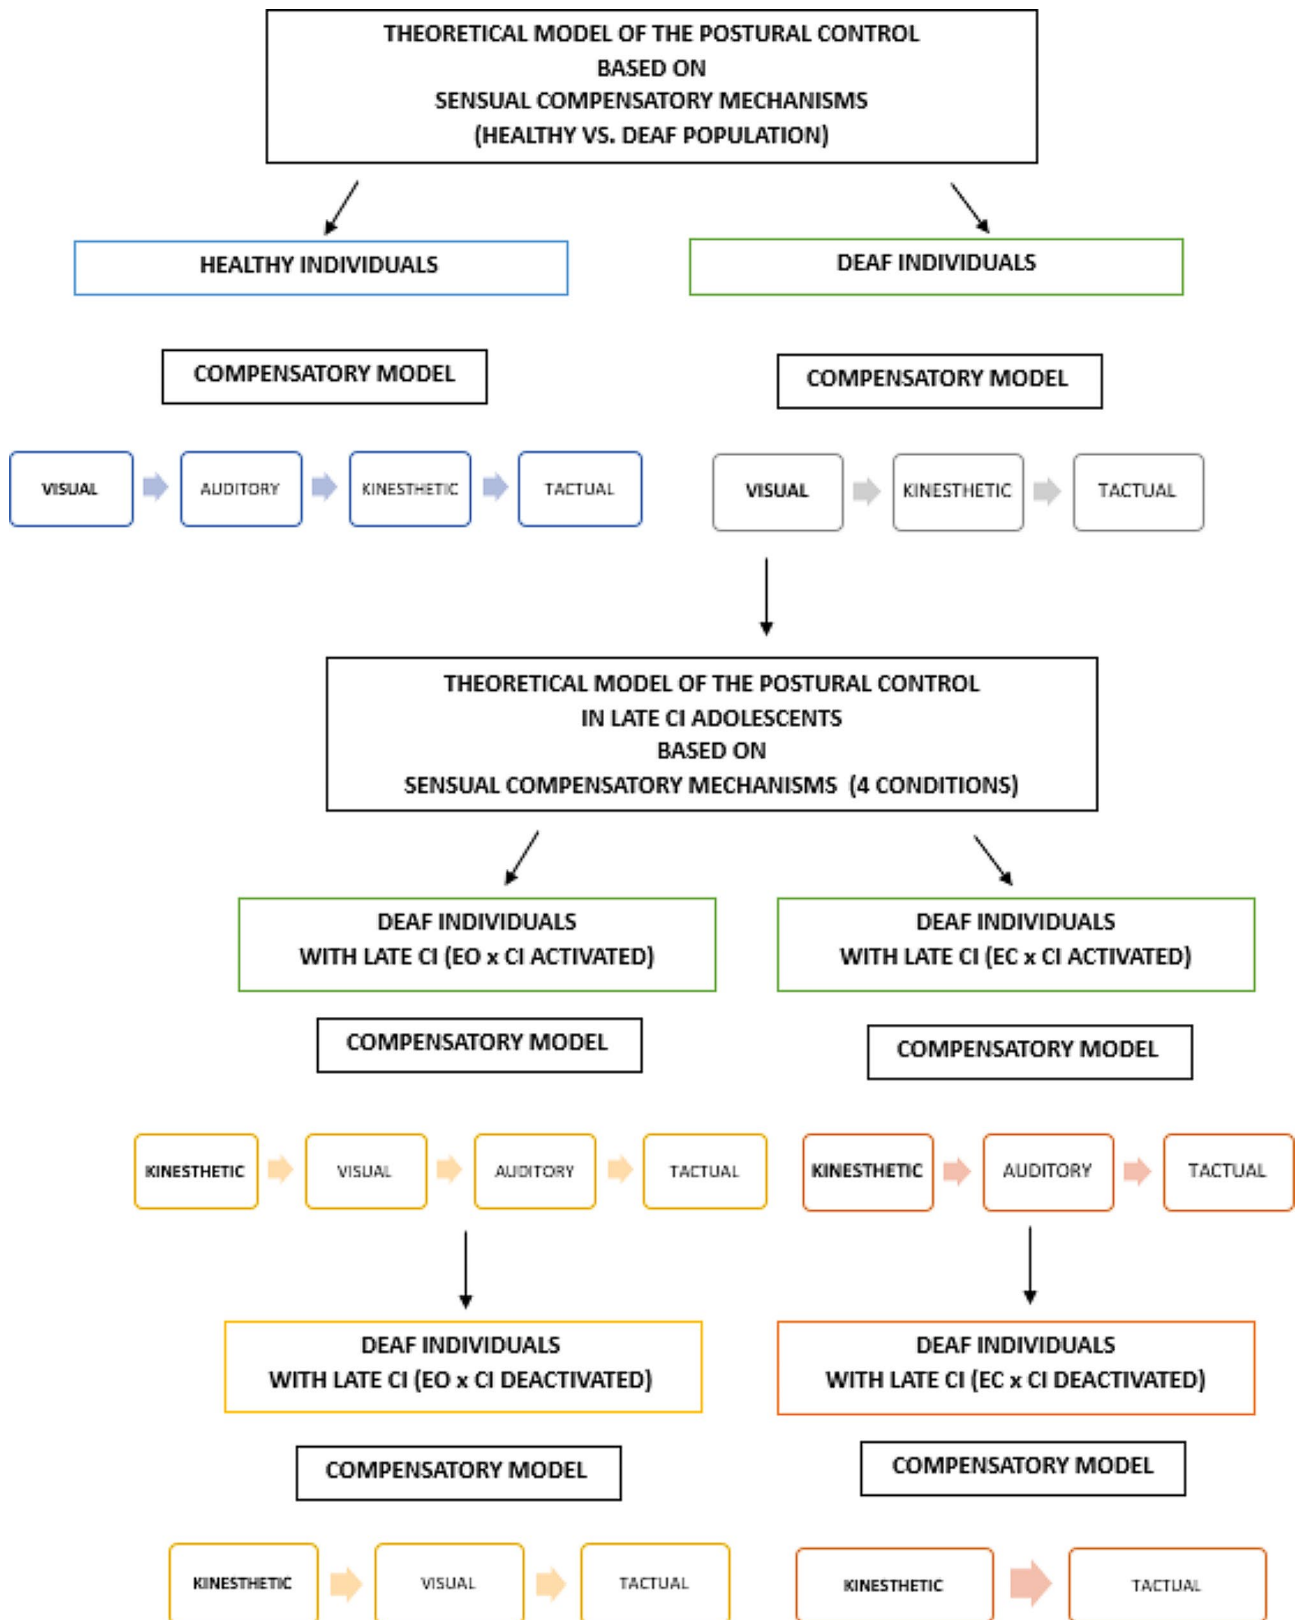 THEORETICAL MODEL OF THE POSTURAL CONTROL
BASED ON
SENSUAL COMPENSATORY MECHANISMS
(HEALTHY VS. DEAF POPULATION)
HEALTHY INDIVIDUALS
DEAF INDIVIDUALS
COMPENSATORY MODEL
COMPENSATORY MODEL
VISUAL
AUDITORY
KINESTHETIC
TACTUAL
VISUAL
KINESTHETIC
TACTUAL
THEORETICAL MODEL OF THE POSTURAL CONTROL
IN LATE CI ADOLESCENTS
BASED ON
SENSUAL COMPENSATORY MECHANISMS (4 CONDITIONS)
DEAF INDIVIDUALS
WITH LATE CI (EO x CI ACTIVATED)
DEAF INDIVIDUALS
WITH LATE CI (EC x CI ACTIVATED)
COMPENSATORY MODEL
COMPENSATORY MODEL
KINESTHETIC
VISUAL
AUDITORY
TACTUAL
KINESTHETIC
AUDITORY
TACTUAL
DEAF INDIVIDUALS
WITH LATE CI (EO x CI DEACTIVATED)
DEAF INDIVIDUALS
WITH LATE CI (EC x CI DEACTIVATED)
COMPENSATORY MODEL
COMPENSATORY MODEL
KINESTHETIC
VISUAL
TACTUAL
KINESTHETIC
TACTUAL